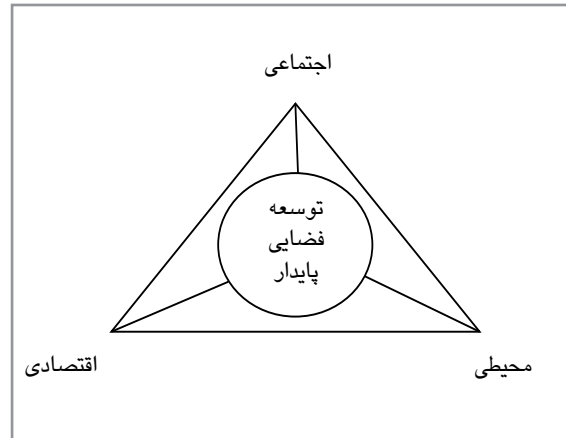 اجتماعی
توسعه
فضایی
پایدار
محیطی
اقتصادی